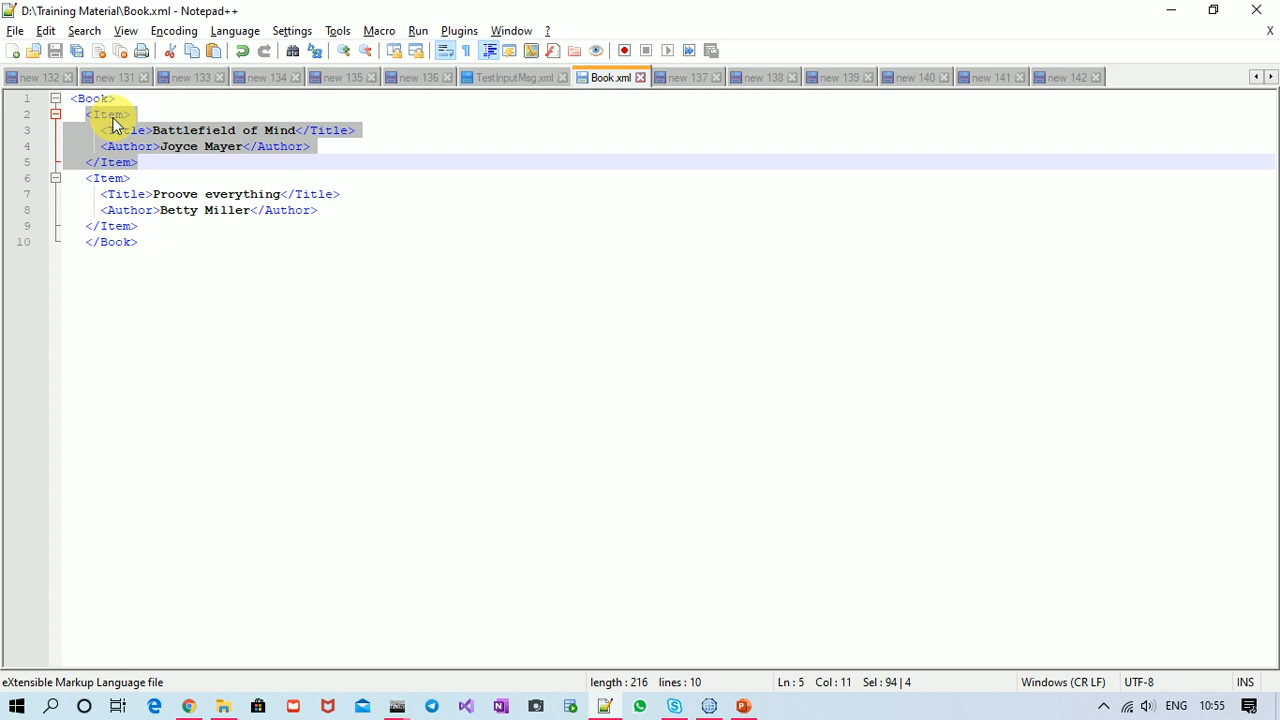 D:\Training Material\Book.xml - Notepad++
File Edit Search View Encoding Language Settings Tools Macro Run Plugins Window ? X
new 132 new 131 new 133 new 134 new 135 new 136 TestInputMsg.xml Book.xml new 137 new 138 new 139 new 140 new 141 new 142
1 <Book>
2 <Item>
3 <Title>Battlefield of Mind</Title>
4 <Author>Joyce Mayer</Author>
5 </Item>
6 <Item>
7 <Title>Proove everything</Title>
8 <Author>Betty Miller</Author>
9 </Item>
10 </Book>
eXtensible Markup Language file length : 216 lines : 10 Ln : 5 Col : 11 Sel : 94 | 4 Windows (CR LF) UTF-8 INS
ENG 10:55